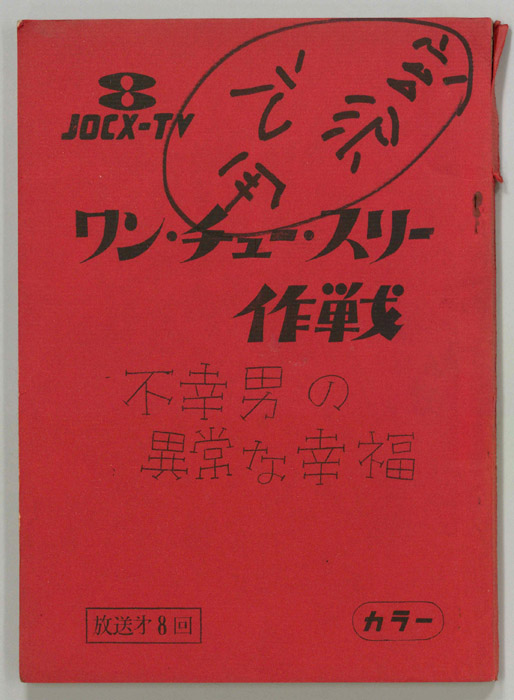 8
JOCX-TV
ワン・チュー・スリー
作戦
不幸男の
異常な幸福
放送才8回
カラー